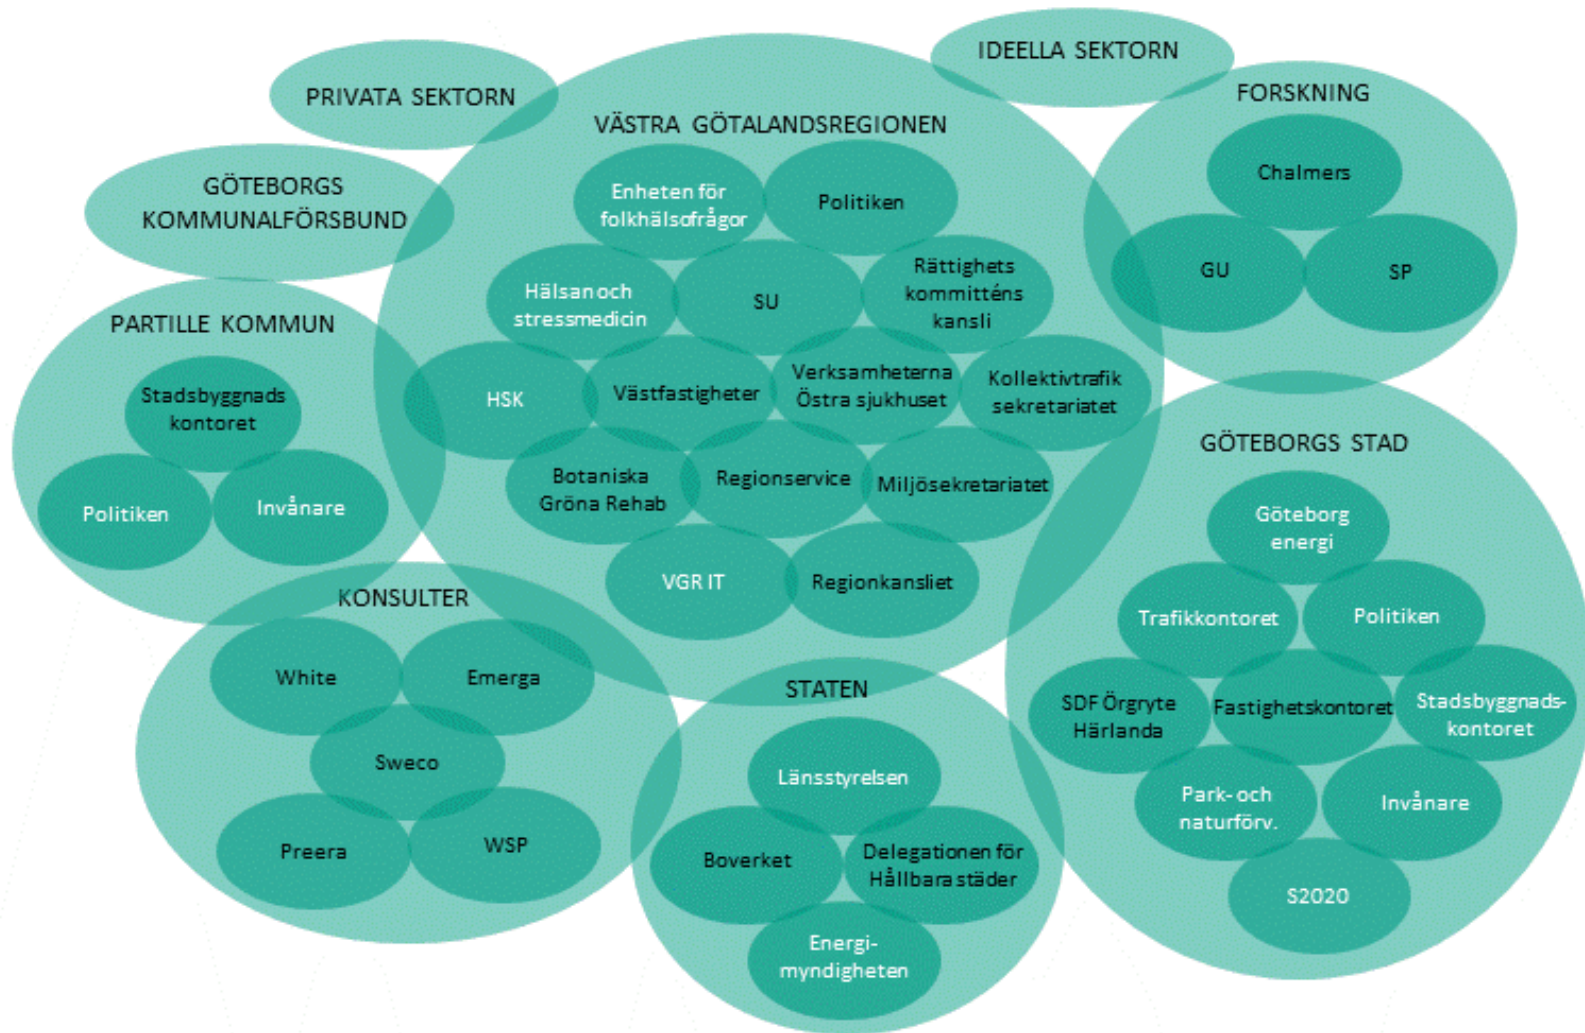 IDEELLA SEKTORN
PRIVATA SEKTORN
FORSKNING
Chalmers
GU
SP
VÄSTRA GÖTALANDSREGIONEN
Enheten för
folkhälsofrågor
Politiken
Hälsan och
stressmedicin
SU
Rättighets
kommitténs
kansli
HSK
Västfastigheter
Verksamheterna
Östra sjukhuset
Kollektivtrafik
sekretariatet
Botaniska
Gröna Rehab
Regionservice
Miljösekretariatet
VGR IT
Regionkansliet
GÖTEBORGS
KOMMUNALFÖRSBUND
PARTILLE KOMMUN
Stadsbyggnads
kontoret
Politiken
Invånare
GÖTEBORGS STAD
Göteborg
energi
Trafikkontoret
Politiken
SDF Örgryte
Härlanda
Fastighetskontoret
Stadsbyggnads-
kontoret
Park- och
naturförv.
Invånare
S2020
KONSULTER
White
Emerga
Sweco
Preera
WSP
STATEN
Länsstyrelsen
Boverket
Delegationen för
Hållbara städer
Energi-
myndigheten